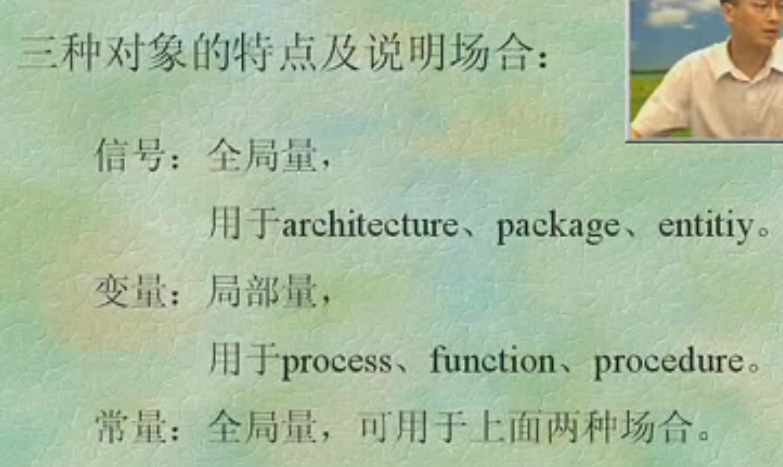 三种对象的特点及说明场合：
信号：全局量，
用于architecture、package、entitiy。
变量：局部量，
用于process、function、procedure。
常量：全局量，可用于上面两种场合。